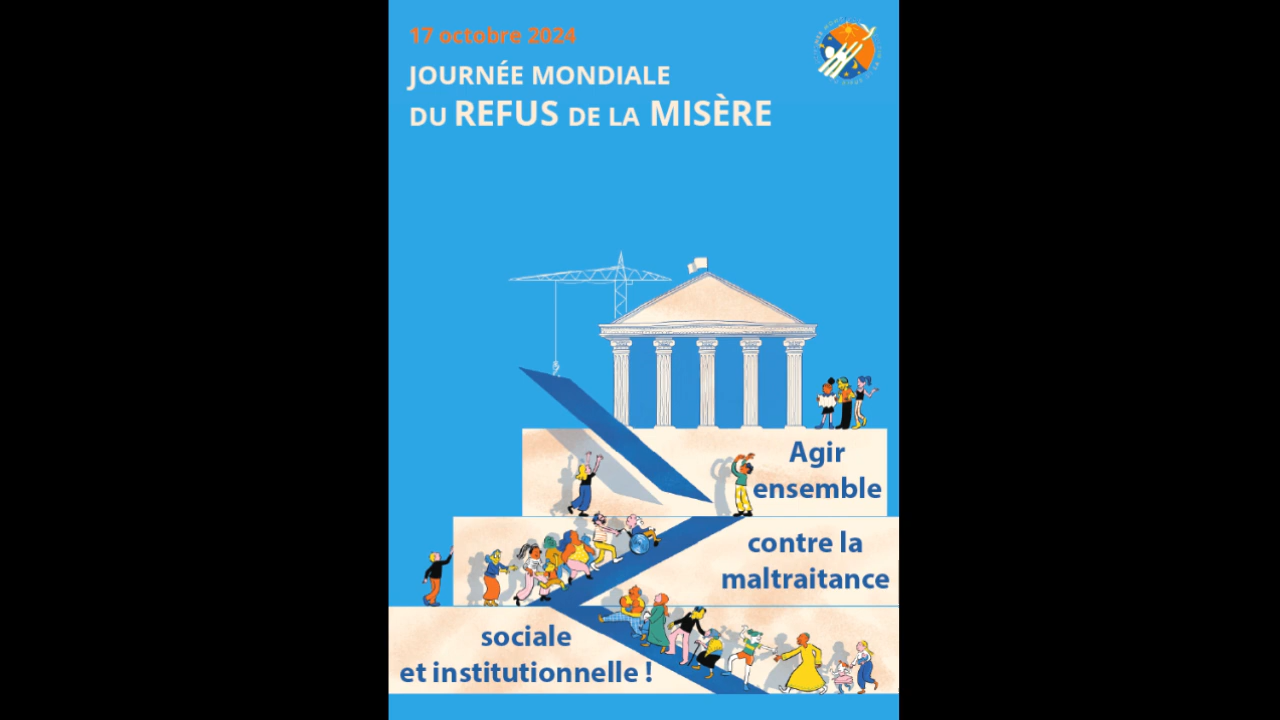 17 octobre 2024
JOURNÉE MONDIALE
DU REFUS DE LA MISÈRE
Agir
ensemble
contre la
maltraitance
sociale
et institutionnelle !